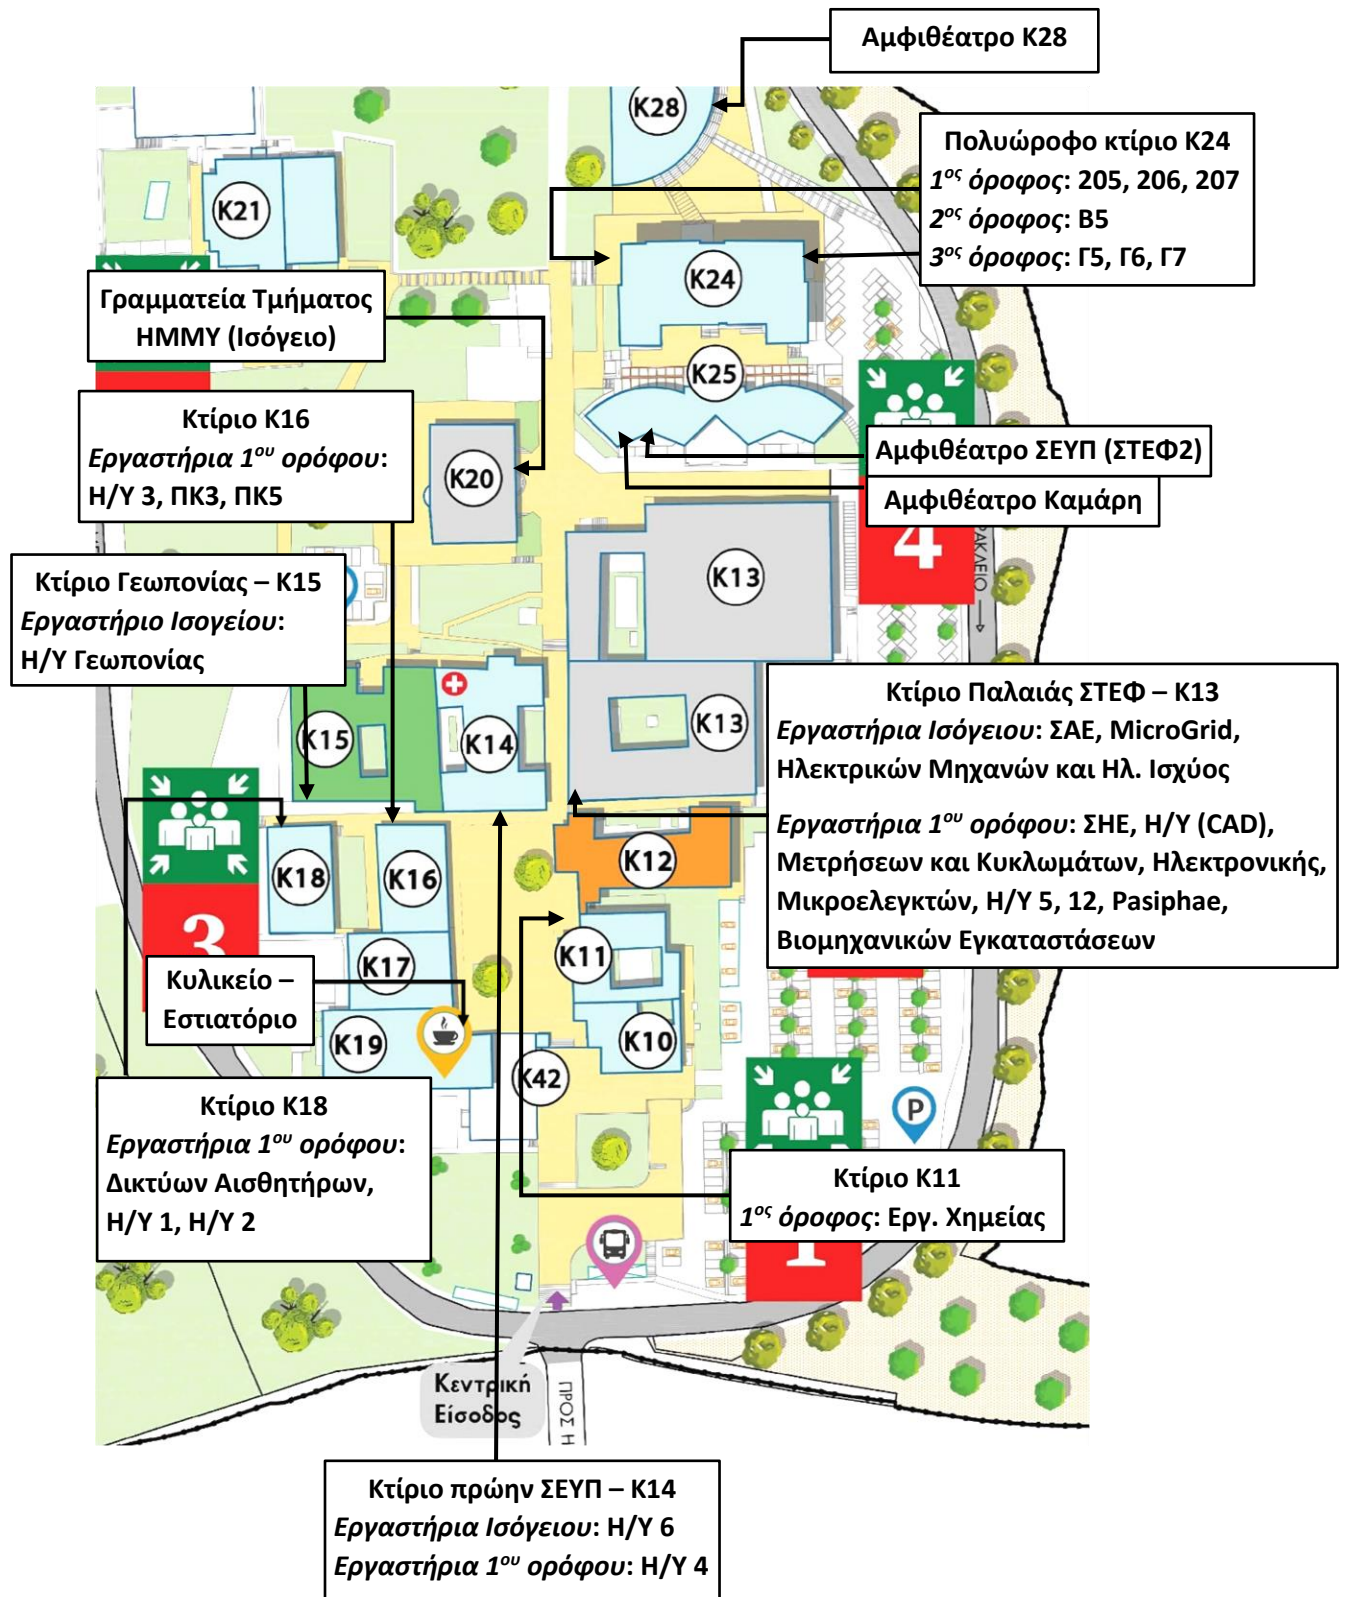 Αμφιθέατρο Κ28
Κ28
Πολυώροφο κτίριο Κ24
1ος όροφος: 205, 206, 207
2ος όροφος: Β5
3ος όροφος: Γ5, Γ6, Γ7
Κ21
Κ24
Γραμματεία Τμήματος
ΗΜΜΥ (Ισόγειο)
Κ25
Κτίριο Κ16
Εργαστήρια 1ου ορόφου:
Η/Υ 3, ΠΚ3, ΠΚ5
Αμφιθέατρο ΣΕΥΠ (ΣΤΕΦ2)
Αμφιθέατρο Καμάρη
Κ20
4
ΡΑΚΛΕΙΟ
Κτίριο Γεωπονίας – Κ15
Εργαστήριο Ισογείου:
Η/Υ Γεωπονίας
Κ13
Κτίριο Παλαιάς ΣΤΕΦ – Κ13
Εργαστήρια Ισόγειου: ΣΑΕ, MicroGrid,
Ηλεκτρικών Μηχανών και Ηλ. Ισχύος
Εργαστήρια 1ου ορόφου: ΣΗΕ, Η/Υ (CAD),
Μετρήσεων και Κυκλωμάτων, Ηλεκτρονικής,
Μικροελεγκτών, Η/Υ 5, 12, Pasiphae,
Βιομηχανικών Εγκαταστάσεων
Κ15
Κ14
Κ13
Κ18
Κ16
Κ12
3
Κ17
Κ11
Κυλικείο –
Εστιατόριο
Κ19
Κ10
Κ42
P
Κτίριο Κ18
Εργαστήρια 1ου ορόφου:
Δικτύων Αισθητήρων,
Η/Υ 1, Η/Υ 2
Κτίριο Κ11
1ος όροφος: Εργ. Χημείας
1
Κεντρική
Είσοδος
ΠΡΟΣ Η
Κτίριο πρώην ΣΕΥΠ – Κ14
Εργαστήρια Ισόγειου: Η/Υ 6
Εργαστήρια 1ου ορόφου: Η/Υ 4